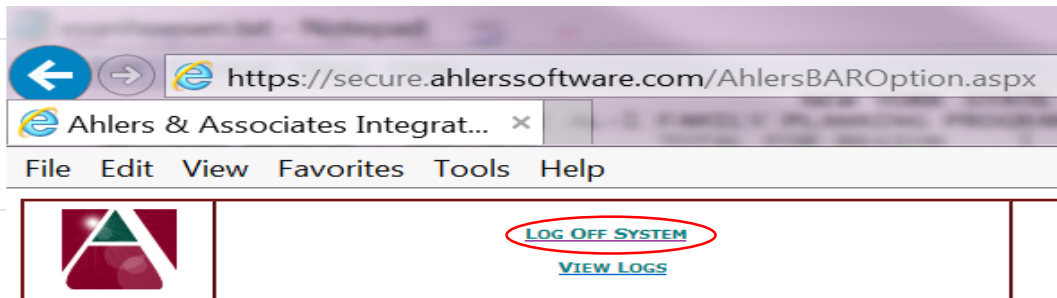 https://secure.ahlerssoftware.com/AhlersBAROption.aspx
Ahlers & Associates Integrat...
File Edit View Favorites Tools Help
LOG OFF SYSTEM
VIEW LOGS